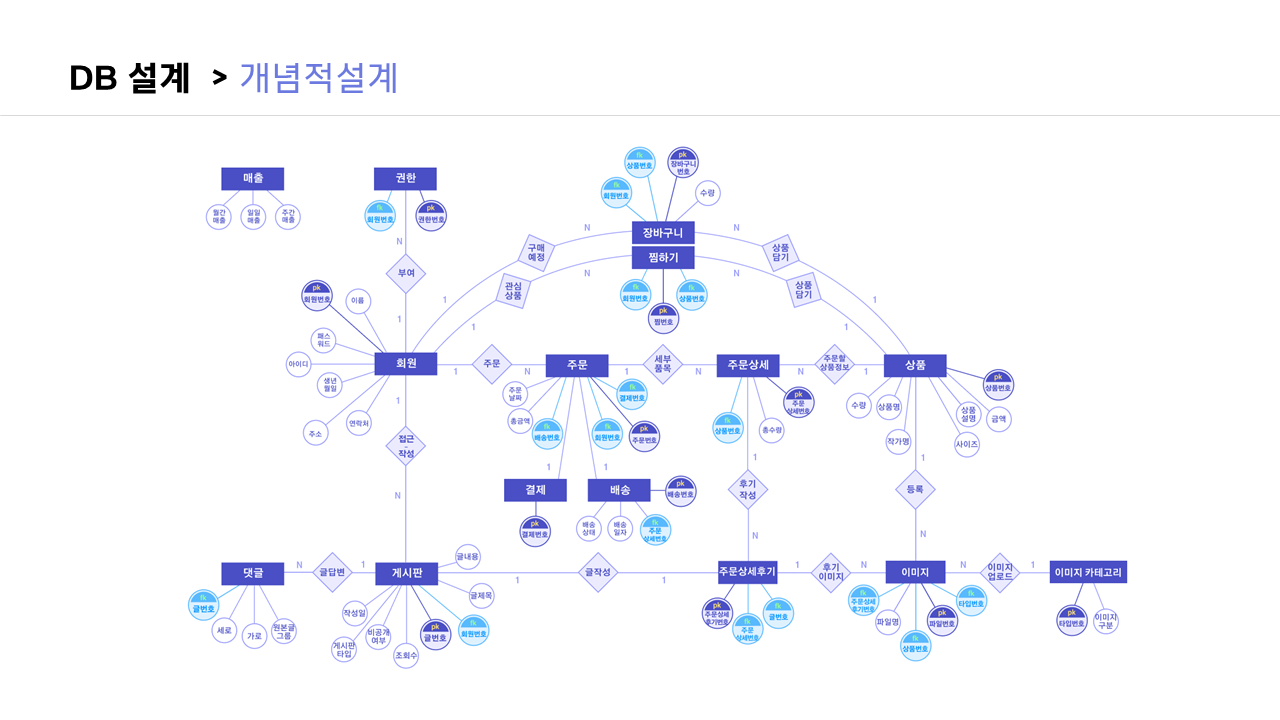 DB 설계 > 개념적설계
매출
월간
매출
일일
매출
주간
매출
권한
fk
회원번호
pk
권한번호
N
부여
1
fk
상품번호
pk
장바구니
번호
fk
회원번호
수량
장바구니
찜하기
fk
회원번호
fk
상품번호
pk
찜번호
N
구매
예정
1
N
관심
상품
1
N
상품
담기
1
N
상품
담기
1
pk
회원번호
이름
패스
워드
아이디
생년
월일
주소
연락처
회원
1
주문
N
주문
1
세부
품목
N
주문상세
N
주문할
상품정보
1
상품
주문
날짜
총금액
fk
배송번호
fk
결제번호
fk
회원번호
pk
주문번호
fk
상품번호
총수량
pk
주문
상세번호
pk
상품번호
수량
상품명
작가명
상품
설명
사이즈
금액
1
접근
-
작성
N
1
결제
pk
결제번호
1
배송
pk
배송번호
배송
상태
배송
일자
fk
주문
상세번호
1
후기
작성
N
1
등록
N
댓글
N
글답변
1
게시판
1
글작성
1
주문상세후기
1
후기
이미지
N
이미지
N
이미지
업로드
1
이미지 카테고리
fk
글번호
세로
가로
원본글
그룹
글내용
글제목
작성일
게시판
타입
비공개
여부
조회수
pk
글번호
fk
회원번호
pk
주문상세
후기번호
fk
주문
상세번호
fk
글번호
fk
주문상세
후기번호
파일명
fk
상품번호
pk
파일번호
fk
타입번호
pk
타입번호
이미지
구분